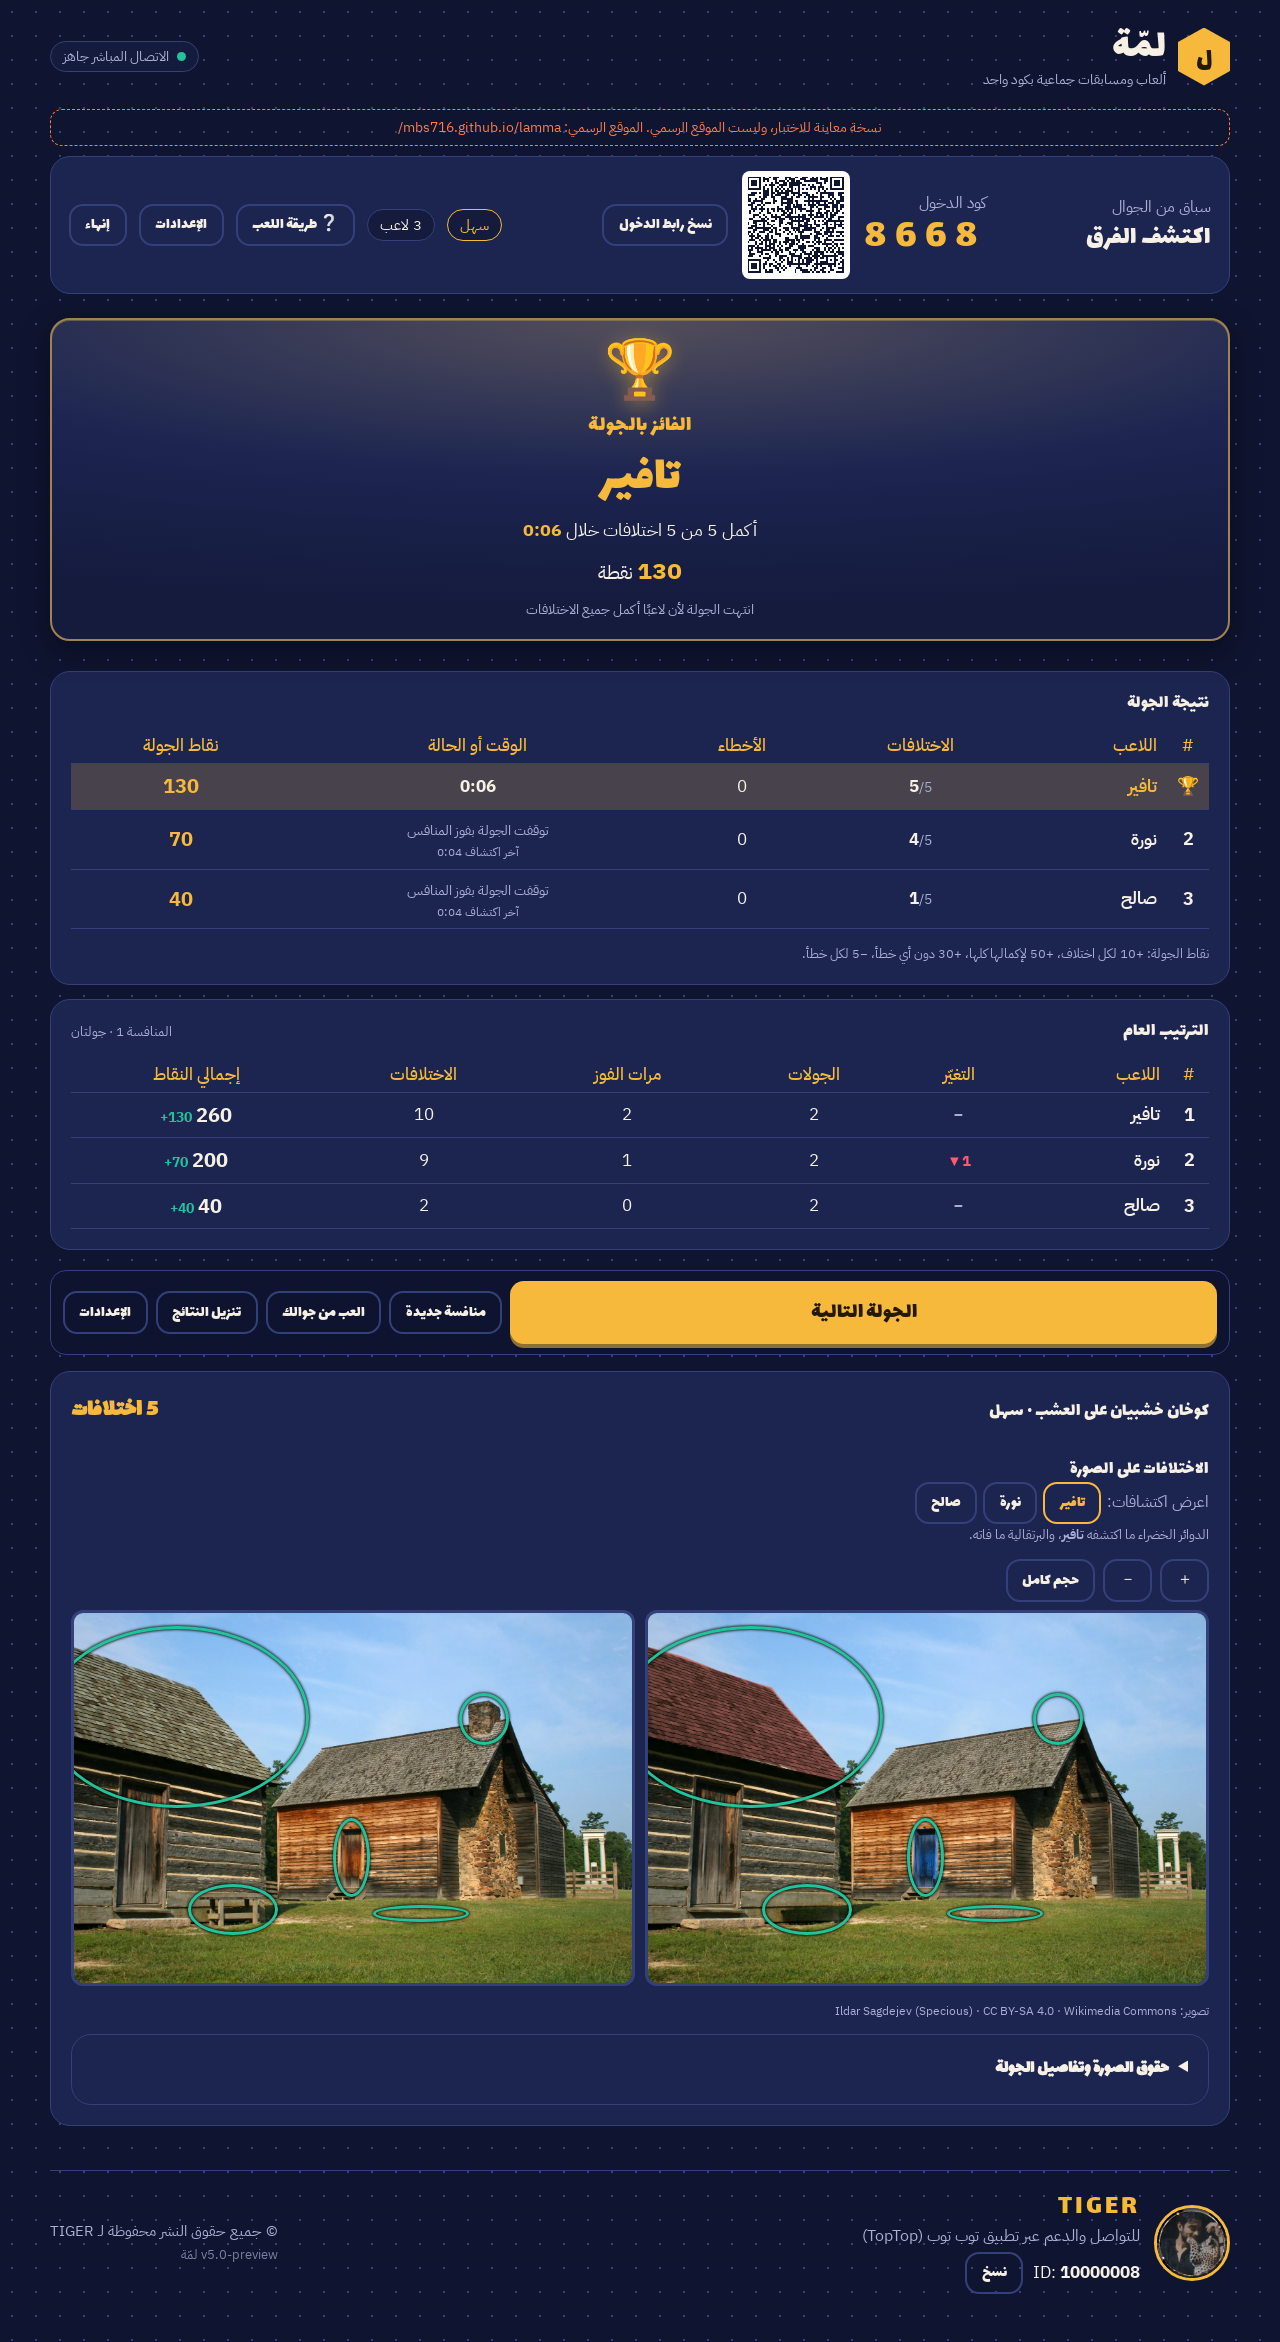 ل
لمّة
ألعاب ومسابقات جماعية بكود واحد
الاتصال المباشر جاهز
نسخة معاينة للاختبار، وليست الموقع الرسمي. الموقع الرسمي: mbs716.github.io/lamma/.
سباق من الجوال
اكتشف الفرق
كود الدخول
8668
نسخ رابط الدخول
سهل
3 لاعب
❔ طريقة اللعب
الإعدادات
إنهاء
🏆
الفائز بالجولة
تافير
أكمل 5 من 5 اختلافات خلال 0:06
130 نقطة
انتهت الجولة لأن لاعبًا أكمل جميع الاختلافات
نتيجة الجولة
# اللاعب الاختلافات الأخطاء الوقت أو الحالة نقاط الجولة
🏆 تافير 5/5 0 0:06 130
2 نورة 4/5 0 توقفت الجولة بفوز المنافس آخر اكتشاف 0:04 70
3 صالح 1/5 0 توقفت الجولة بفوز المنافس آخر اكتشاف 0:04 40
نقاط الجولة: +10 لكل اختلاف، +50 لإكمالها كلها، +30 دون أي خطأ، −5 لكل خطأ.
الترتيب العام
المنافسة 1 · جولتان
# اللاعب التغيّر الجولات مرات الفوز الاختلافات إجمالي النقاط
1 تافير – 2 2 10 260 +130
2 نورة ▼1 2 1 9 200 +70
3 صالح – 2 0 2 40 +40
الجولة التالية
منافسة جديدة
العب من جوالك
تنزيل النتائج
الإعدادات
كوخان خشبيان على العشب · سهل
5 اختلافات
الاختلافات على الصورة
اعرض اكتشافات:
تافير
نورة
صالح
الدوائر الخضراء ما اكتشفه تافير، والبرتقالية ما فاته.
+
−
حجم كامل
تصوير: Ildar Sagdejev (Specious) · CC BY-SA 4.0 · Wikimedia Commons
◀ حقوق الصورة وتفاصيل الجولة
TIGER
للتواصل والدعم عبر تطبيق توب توب (TopTop)
ID: 10000008
نسخ
© جميع حقوق النشر محفوظة لـ TIGER
لمّة v5.0-preview